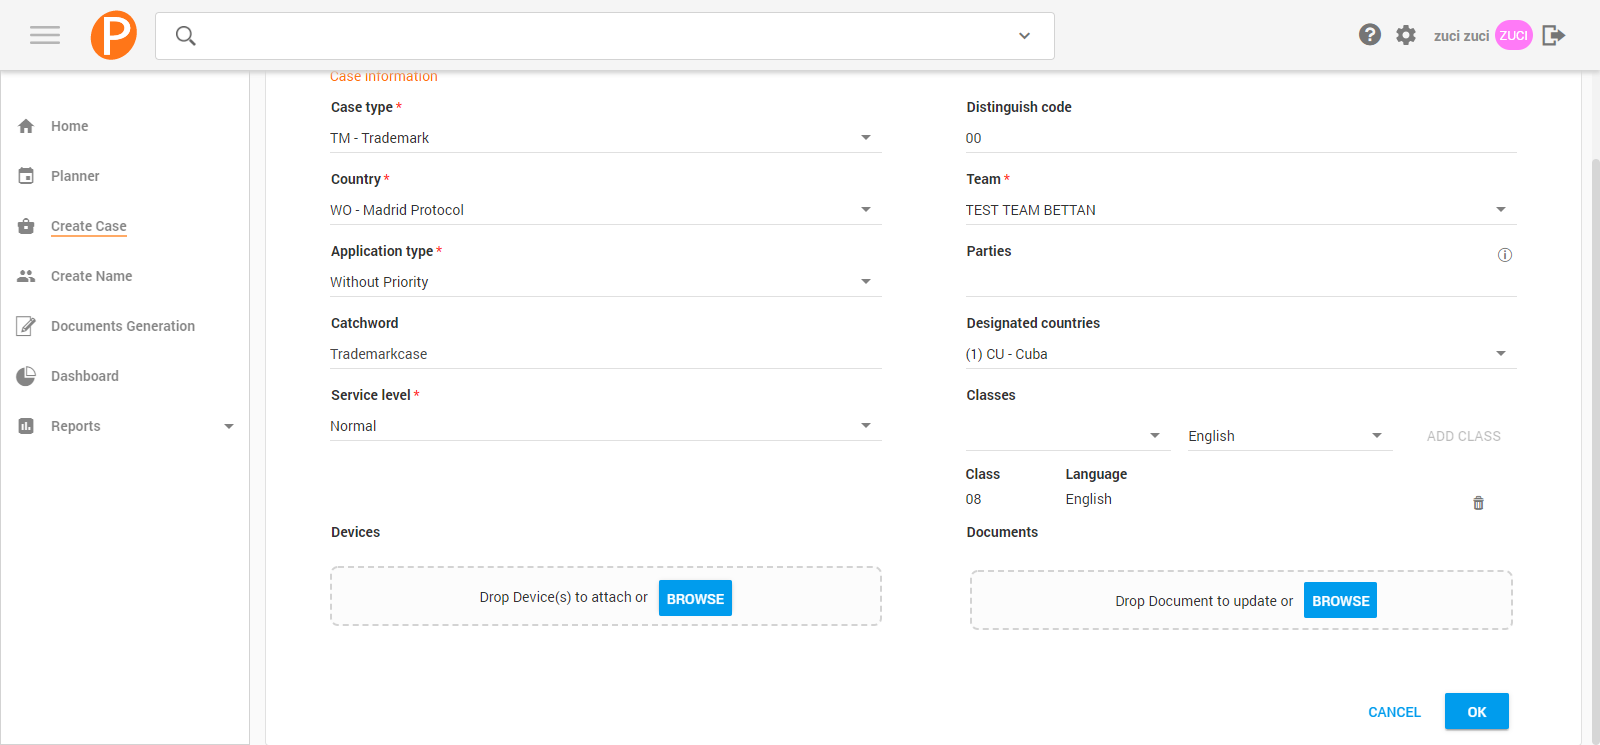 P
zuci zuci ZUCI
Home
Planner
Create Case
Create Name
Documents Generation
Dashboard
Reports
Case information
Case type *
TM - Trademark
Distinguish code
00
Country *
WO - Madrid Protocol
Team *
TEST TEAM BETTAN
Application type *
Without Priority
Parties
Catchword
Trademarkcase
Designated countries
(1) CU - Cuba
Service level *
Normal
Classes
English
ADD CLASS
Class Language
08 English
Devices
Drop Device(s) to attach or BROWSE
Documents
Drop Document to update or BROWSE
CANCEL OK